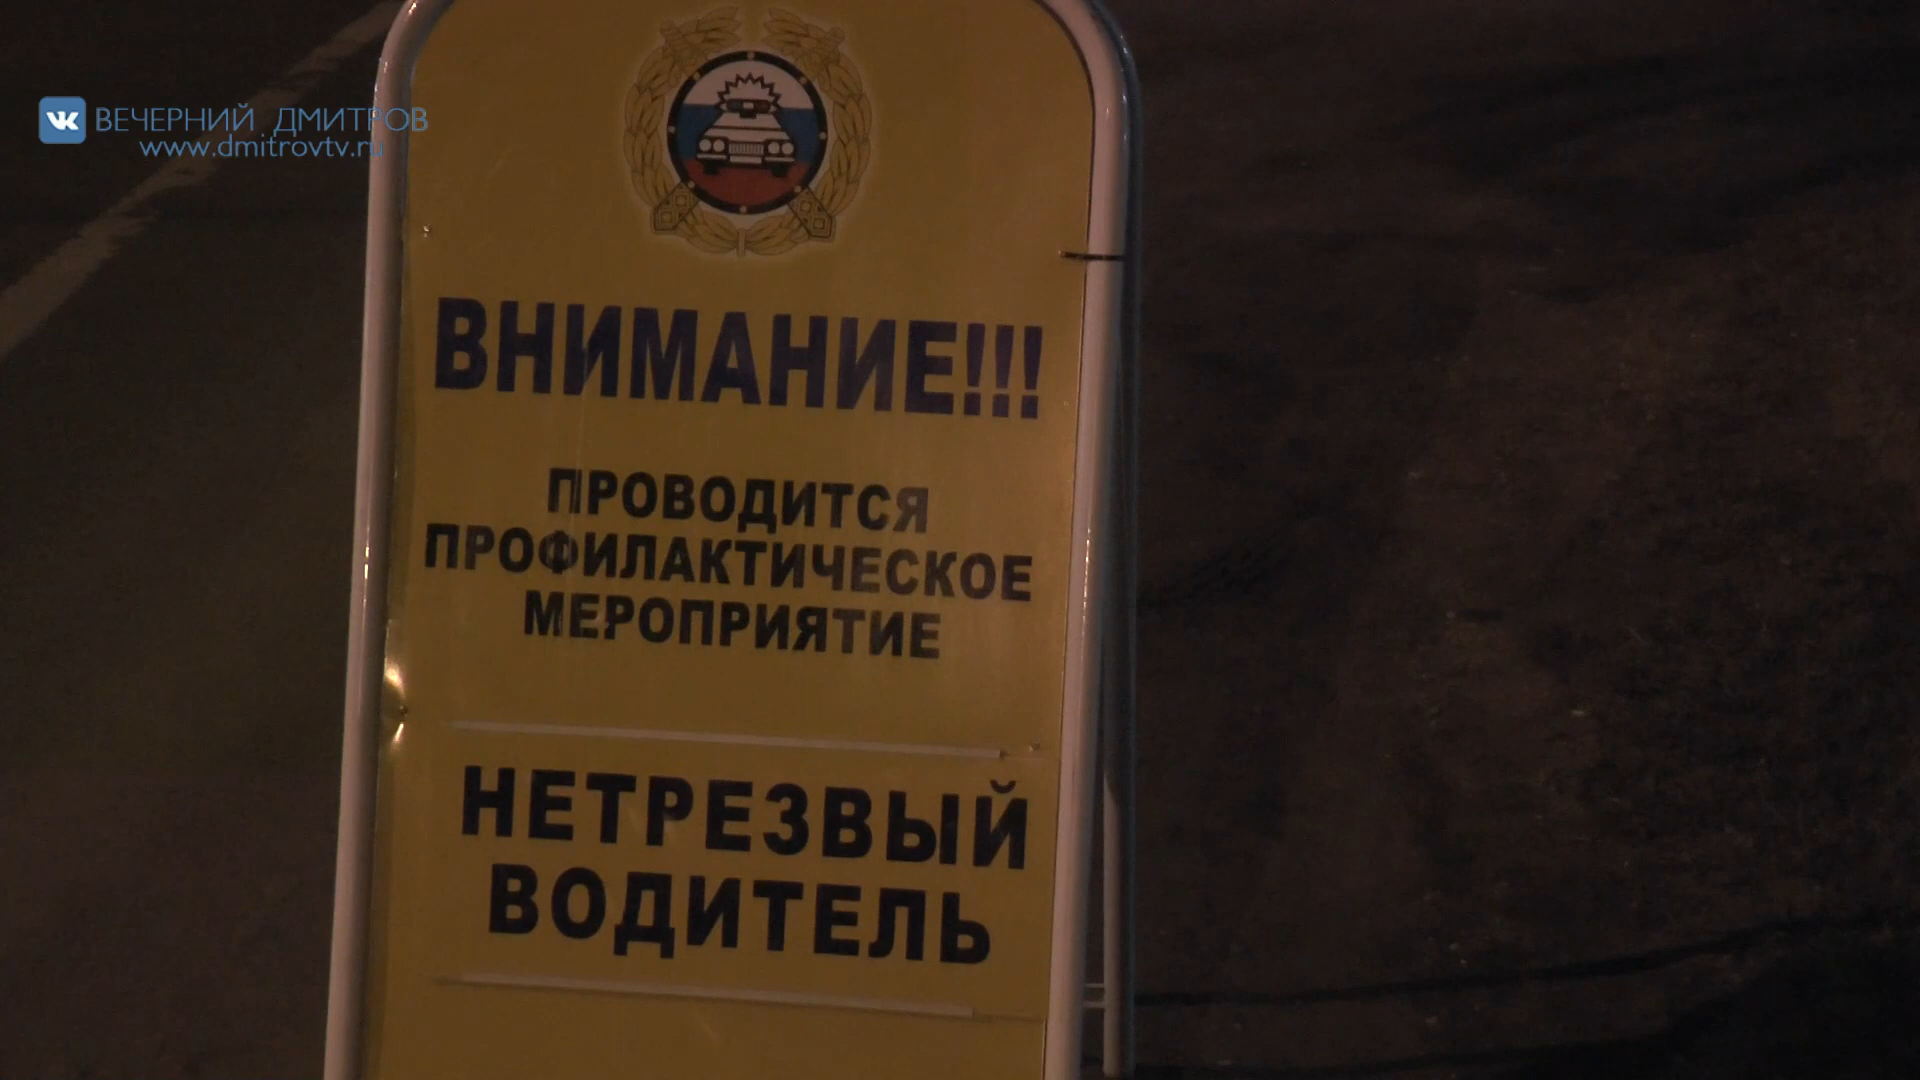 ВЕЧЕРНИЙ ДМИТРОВ
www.dmitrovtv.ru
ВНИМАНИЕ!!!
ПРОВОДИТСЯ
ПРОФИЛАКТИЧЕСКОЕ
МЕРОПРИЯТИЕ
НЕТРЕЗВЫЙ
ВОДИТЕЛЬ